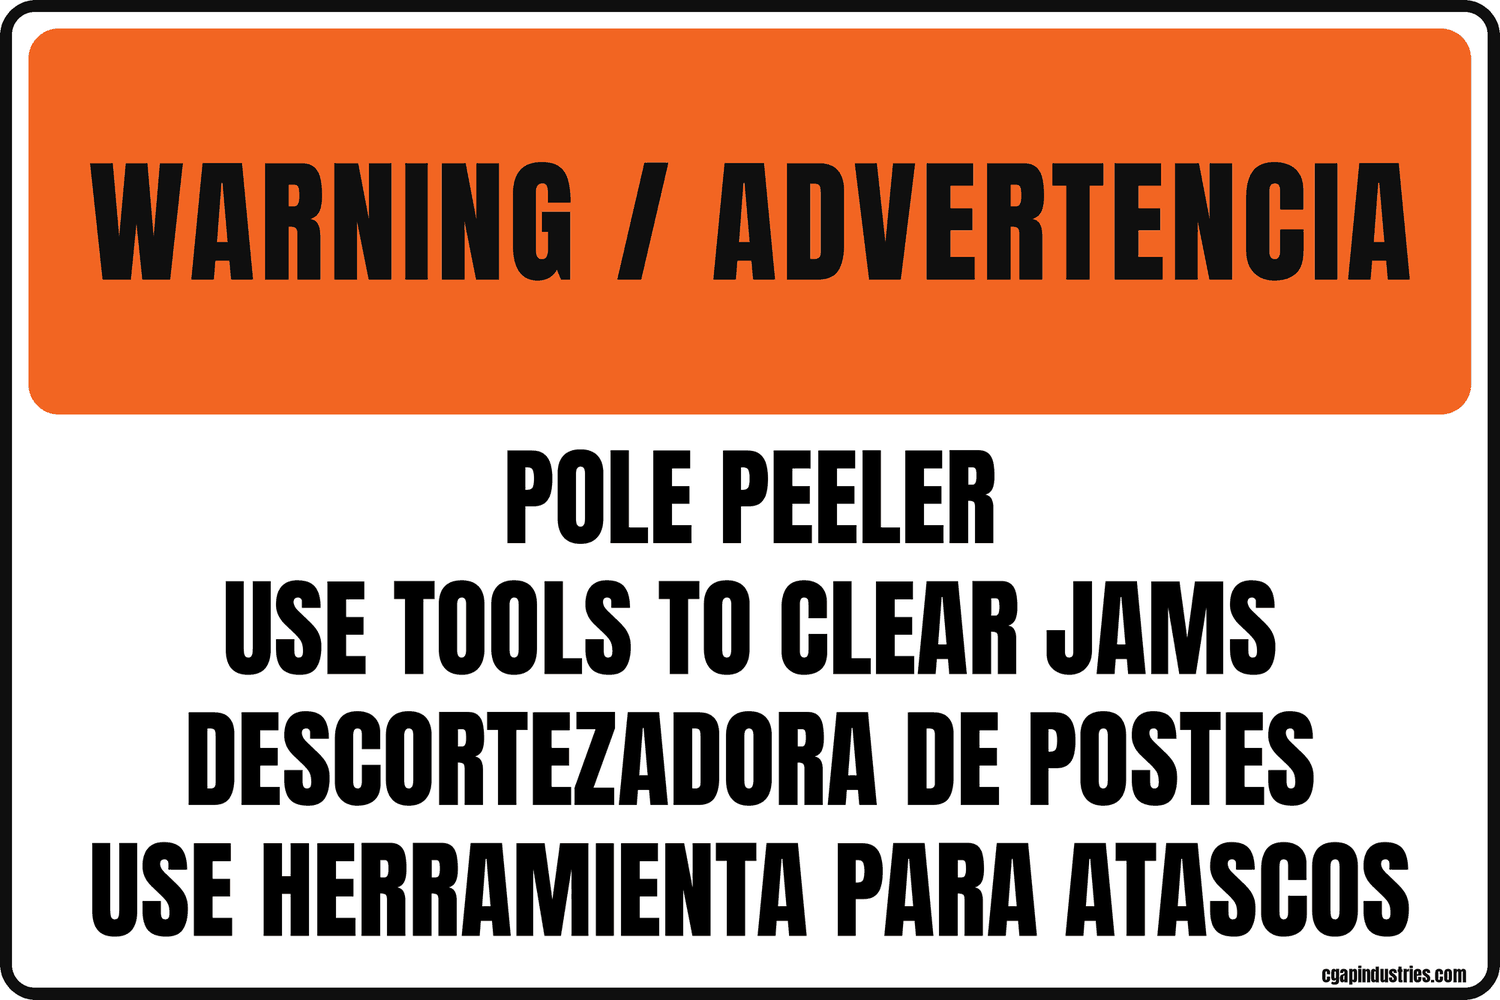 WARNING / ADVERTENCIA
POLE PEELER
USE TOOLS TO CLEAR JAMS
DESCORTEZADORA DE POSTES
USE HERRAMIENTA PARA ATASCOS
cgapindustries.com